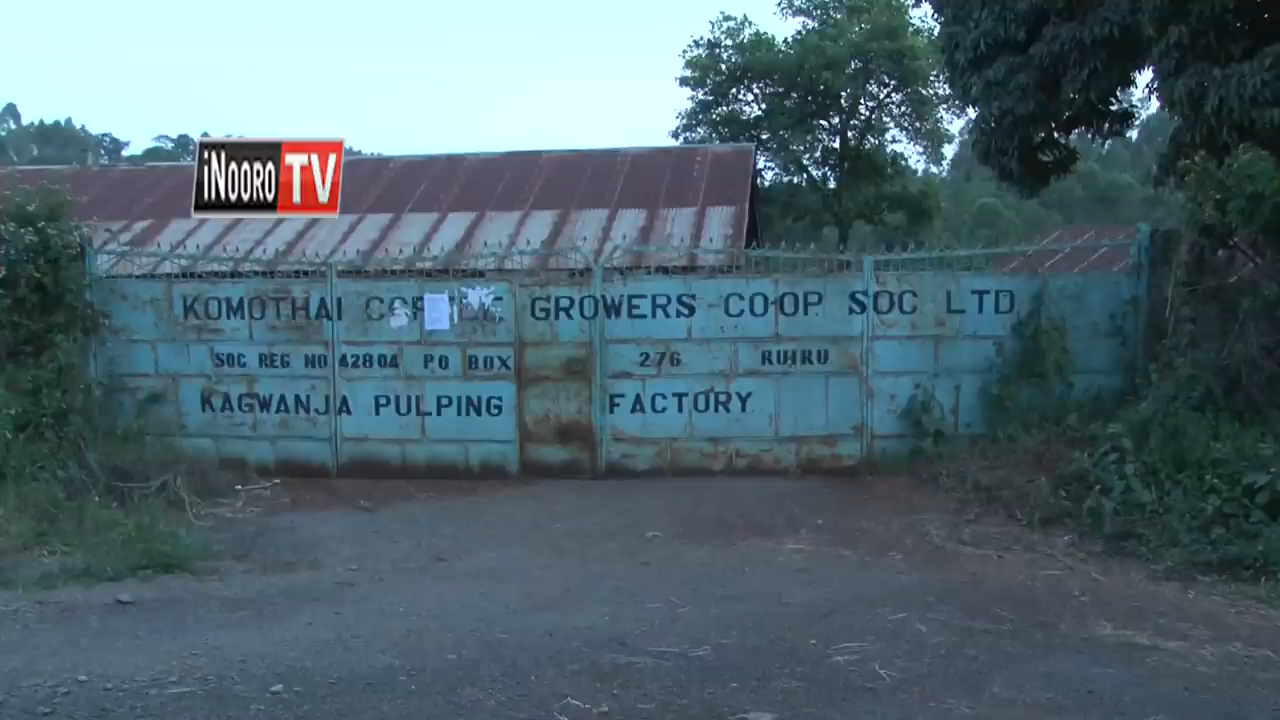 iNOORO TV
KOMOTHAI COFFEE GROWERS CO-OP SOC LTD
SOC REG NO 42804 PO BOX 276 RUIRU
KAGWANJA PULPING FACTORY